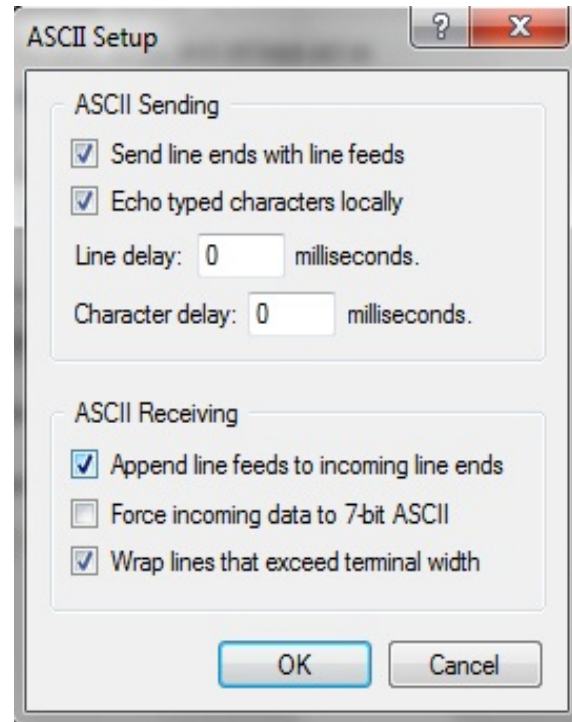 ASCII Setup
ASCII Sending
Send line ends with line feeds
Echo typed characters locally
Line delay: 0 milliseconds.
Character delay: 0 milliseconds.
ASCII Receiving
Append line feeds to incoming line ends
Force incoming data to 7-bit ASCII
Wrap lines that exceed terminal width
OK Cancel